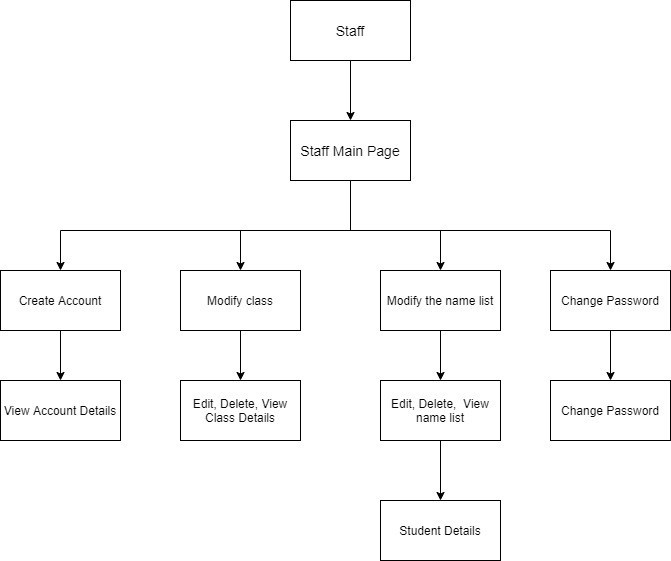 Staff
Staff Main Page
Create Account
Modify class
Modify the name list
Change Password
View Account Details
Edit, Delete, View
Class Details
Edit, Delete,  View
name list
Change Password
Student Details